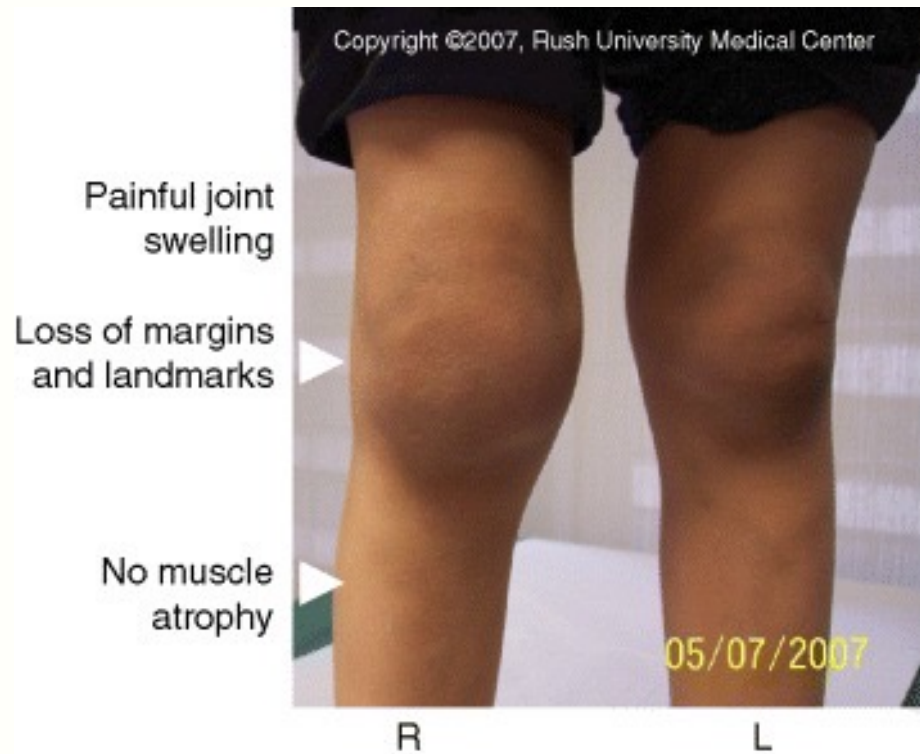 Copyright ©2007, Rush University Medical Center
Painful joint
swelling
Loss of margins
and landmarks
No muscle
atrophy
05/07/2007
R
L